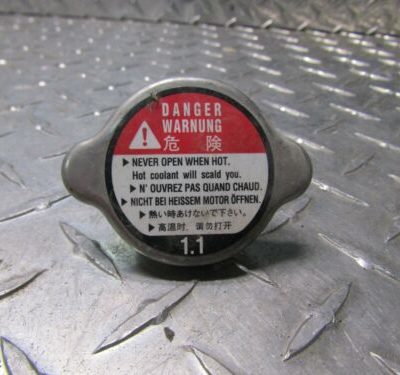 DANGER
WARNUNG
危険
▶ NEVER OPEN WHEN HOT.
Hot coolant will scald you.
▶ N' OUVREZ PAS QUAND CHAUD.
▶ NICHT BEI HEISSEM MOTOR ÖFFNEN.
▶ 熱い時あけないで下さい。
▶ 高温时，请勿打开
1.1